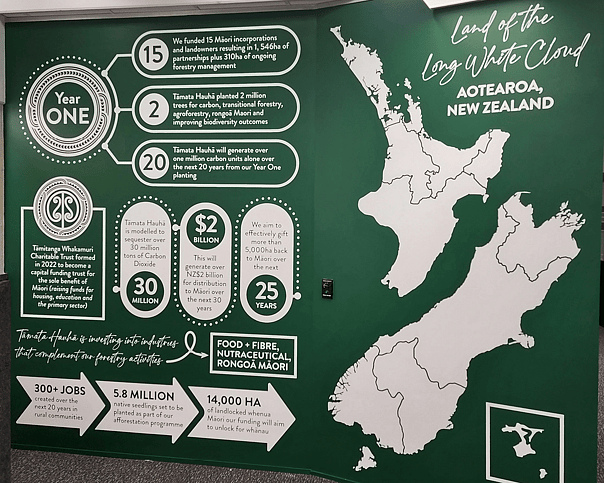 Year
ONE
15
We funded 15 Māori incorporations
and landowners resulting in 1, 546ha of
partnerships plus 310ha of ongoing
forestry management
2
Tāmata Hauhā planted 2 million
trees for carbon, transitional forestry,
agroforestry, rongoā Maori and
improving biodiversity outcomes
20
Tāmata Hauhā will generate over
one million carbon units alone over
the next 20 years from our Year One
planting
Tāmitanga Whakamuri
Charitable Trust formed
in 2022 to become a
capital funding trust for
the sole benefit of
Māori (raising funds for
housing, education and
the primary sector)
Tāmata Hauhā
is modelled to
sequester over
30 million
tons of Carbon
Dioxide
30
MILLION
$2
BILLION
This will
generate over
NZ$2 billion
for distribution
to Māori over
the next 30
years
We aim to
effectively gift
more than
5,000ha back
to Māori over
the next
25
YEARS
Tāmata Hauhā is investing into industries
that complement our forestry activities
FOOD + FIBRE,
NUTRACEUTICAL,
RONGOĀ MĀORI
300+ JOBS
created over the
next 20 years in
rural communities
5.8 MILLION
native seedlings set to be
planted as part of our
afforestation programme
14,000 HA
of landlocked whenua
Māori our funding will aim
to unlock for whānau
Land of the
Long White Cloud
AOTEAROA,
NEW ZEALAND